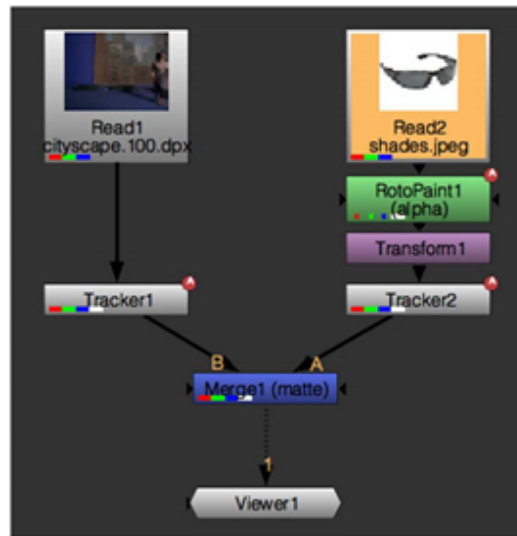 Read1
cityscape.100.dpx
Read2
shades.jpeg
RotoPaint1
(alpha)
Transform1
Tracker1
Tracker2
B
A
Merge1 (matte)
1
Viewer1